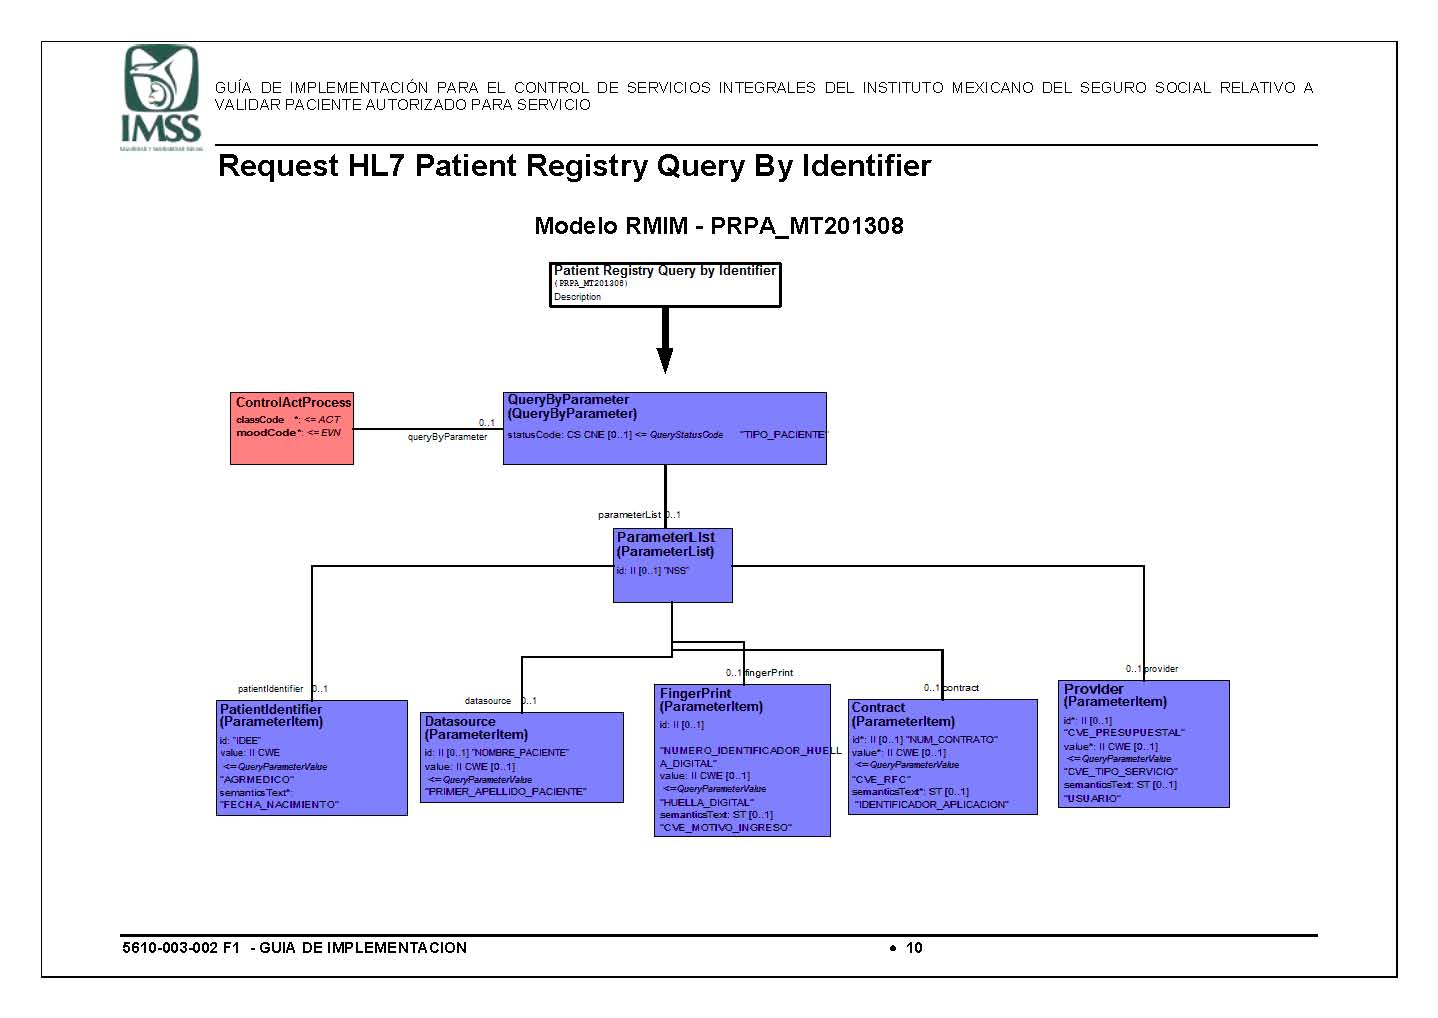 GUÍA DE IMPLEMENTACIÓN PARA EL CONTROL DE SERVICIOS INTEGRALES DEL INSTITUTO MEXICANO DEL SEGURO SOCIAL RELATIVO A
VALIDAR PACIENTE AUTORIZADO PARA SERVICIO
IMSS
Request HL7 Patient Registry Query By Identifier
Modelo RMIM - PRPA_MT201308
Patient Registry Query by Identifier
(PRPA_MT201308)
Description
ControlActProcess
classCode *: <= ACT
moodCode*: <= EVN
0..1
queryByParameter
QueryByParameter
(QueryByParameter)
statusCode: CS CNE [0..1] <= QueryStatusCode "TIPO_PACIENTE"
parameterList 0..1
ParameterList
(ParameterList)
id: II [0..1] "NSS"
patientIdentifier 0..1
PatientIdentifier
(ParameterItem)
id: "IDEE"
value: II CWE
<= QueryParameterValue
"AGRMEDICO"
semanticsText*:
"FECHA_NACIMIENTO"
datasource 0..1
Datasource
(ParameterItem)
id: II [0..1] "NOMBRE_PACIENTE"
value: II CWE [0..1]
<= QueryParameterValue
"PRIMER_APELLIDO_PACIENTE"
0..1 fingerPrint
FingerPrint
(ParameterItem)
id: II [0..1]
"NUMERO_IDENTIFICADOR_HUELL
A_DIGITAL"
value: II CWE [0..1]
<= QueryParameterValue
"HUELLA_DIGITAL"
semanticsText: ST [0..1]
"CVE_MOTIVO_INGRESO"
0..1 contract
Contract
(ParameterItem)
id*: II [0..1] "NUM_CONTRATO"
value*: II CWE [0..1]
<= QueryParameterValue
"CVE_RFC"
semanticsText*: ST [0..1]
"IDENTIFICADOR_APLICACION"
0..1 provider
Provider
(ParameterItem)
id*: II [0..1]
"CVE_PRESUPUESTAL"
value*: II CWE [0..1]
<= QueryParameterValue
"CVE_TIPO_SERVICIO"
semanticsText: ST [0..1]
"USUARIO"
5610-003-002 F1 - GUIA DE IMPLEMENTACION
• 10